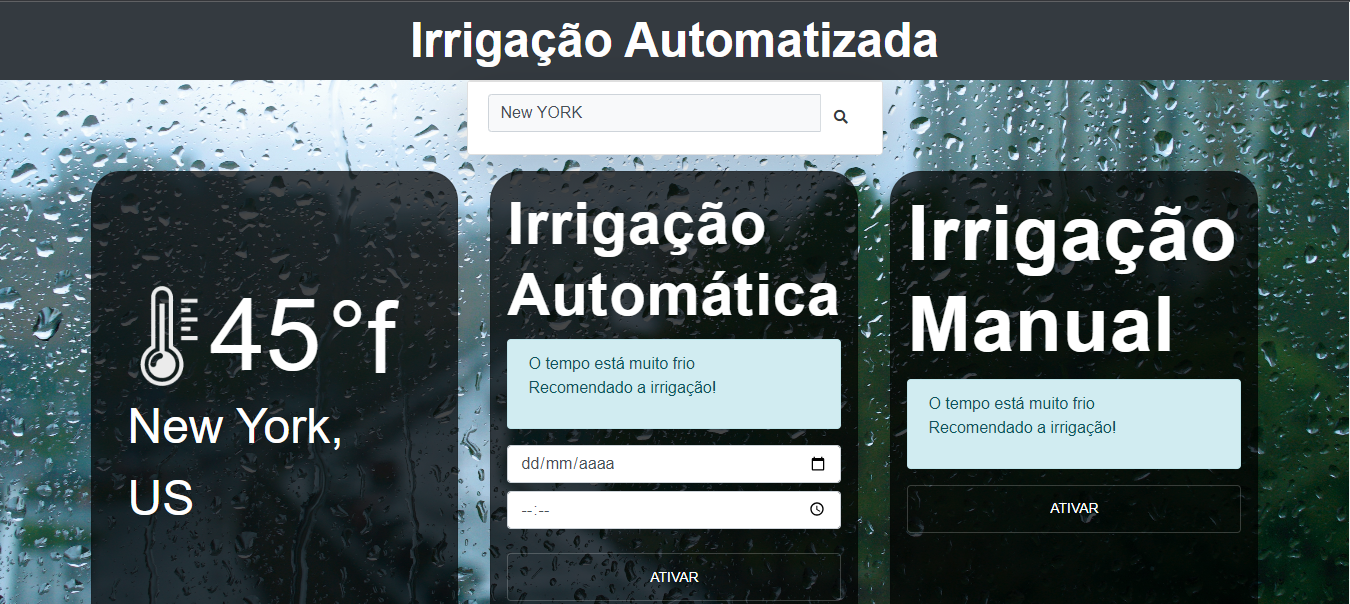 Irrigação Automatizada
New YORK
45°f
New York,
US
Irrigação
Automática
O tempo está muito frio
Recomendado a irrigação!
dd/mm/aaaa
--:--
ATIVAR
Irrigação
Manual
O tempo está muito frio
Recomendado a irrigação!
ATIVAR